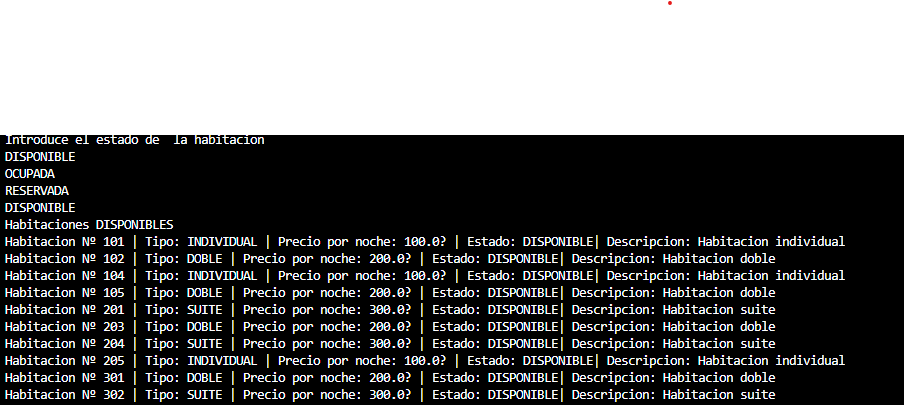 Introduce el estado de  la habitacion
DISPONIBLE
OCUPADA
RESERVADA
DISPONIBLE
Habitaciones DISPONIBLES
Habitacion Nº 101 | Tipo: INDIVIDUAL | Precio por noche: 100.0? | Estado: DISPONIBLE| Descripcion: Habitacion individual
Habitacion Nº 102 | Tipo: DOBLE | Precio por noche: 200.0? | Estado: DISPONIBLE| Descripcion: Habitacion doble
Habitacion Nº 104 | Tipo: INDIVIDUAL | Precio por noche: 100.0? | Estado: DISPONIBLE| Descripcion: Habitacion individual
Habitacion Nº 105 | Tipo: DOBLE | Precio por noche: 200.0? | Estado: DISPONIBLE| Descripcion: Habitacion doble
Habitacion Nº 201 | Tipo: SUITE | Precio por noche: 300.0? | Estado: DISPONIBLE| Descripcion: Habitacion suite
Habitacion Nº 203 | Tipo: DOBLE | Precio por noche: 200.0? | Estado: DISPONIBLE| Descripcion: Habitacion doble
Habitacion Nº 204 | Tipo: SUITE | Precio por noche: 300.0? | Estado: DISPONIBLE| Descripcion: Habitacion suite
Habitacion Nº 205 | Tipo: INDIVIDUAL | Precio por noche: 100.0? | Estado: DISPONIBLE| Descripcion: Habitacion individual
Habitacion Nº 301 | Tipo: DOBLE | Precio por noche: 200.0? | Estado: DISPONIBLE| Descripcion: Habitacion doble
Habitacion Nº 302 | Tipo: SUITE | Precio por noche: 300.0? | Estado: DISPONIBLE| Descripcion: Habitacion suite